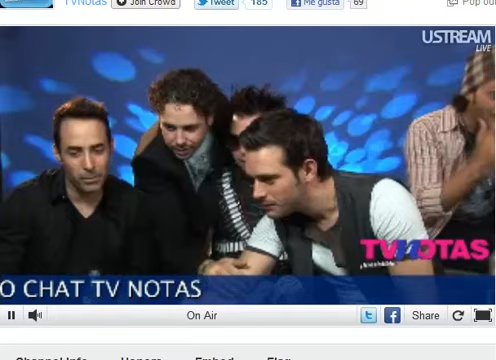 TVNotas Join Crowd Tweet 185 Me gusta 69 Pop out
USTREAM
LIVE
TVNOTAS
O CHAT TV NOTAS
On Air Share